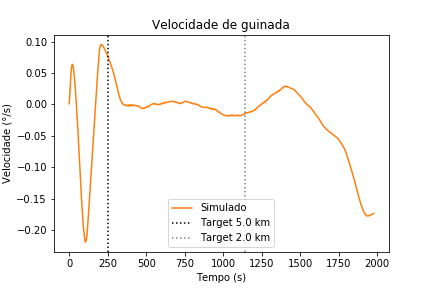 Velocidade de guinada
Velocidade (°/s)
0.10
0.05
0.00
−0.05
−0.10
−0.15
−0.20
Simulado
Target 5.0 km
Target 2.0 km
0 250 500 750 1000 1250 1500 1750 2000
Tempo (s)